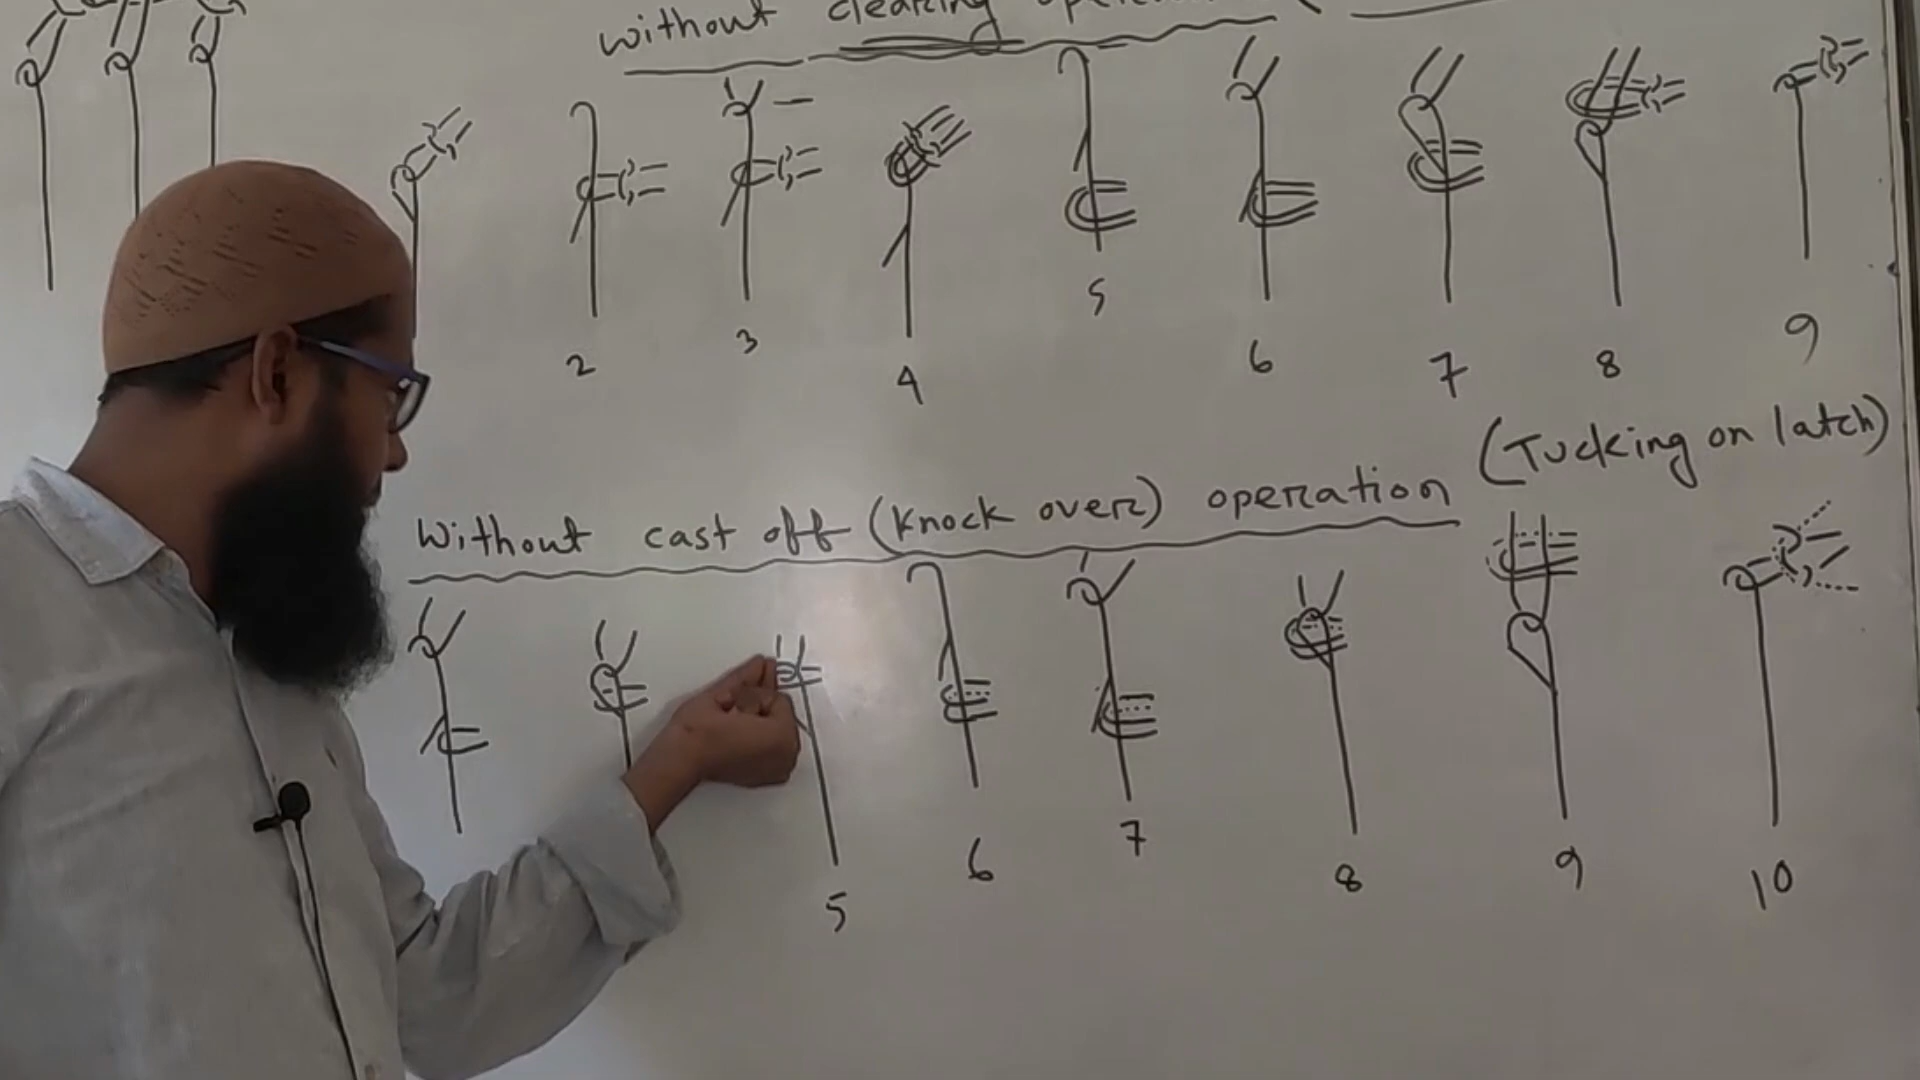 without clearing
2 3 4 5 6 7 8 9
(Tucking on latch)
Without cast off (Knock over) operation
5 6 7 8 9 10